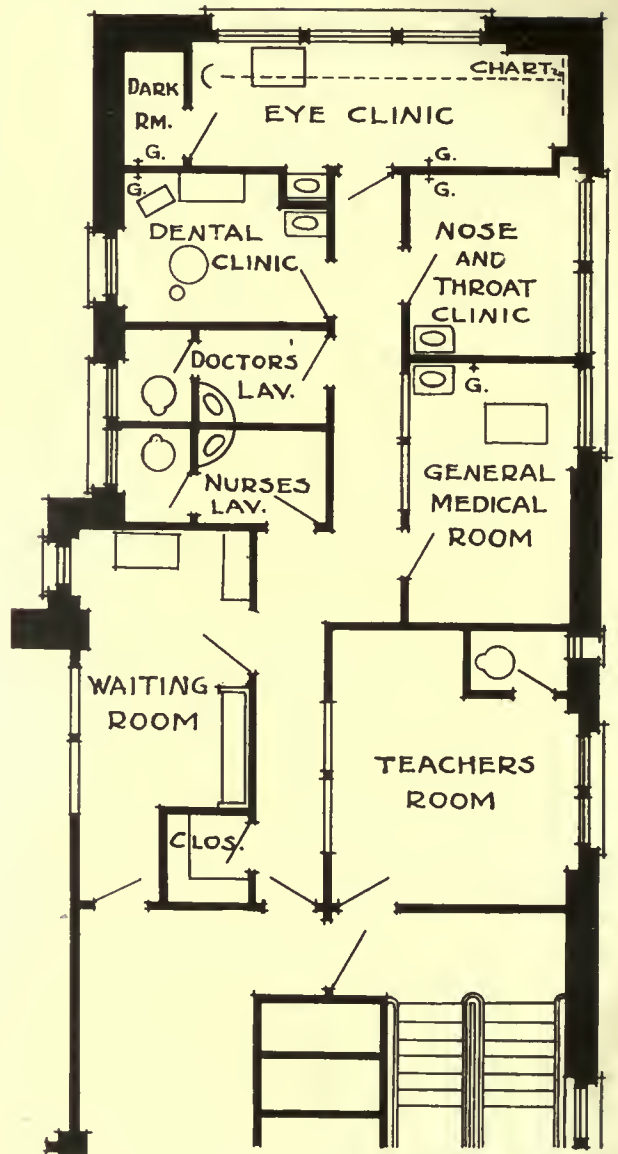 CHART
DARK
RM.
EYE CLINIC
G.
G.
G.
G.
DENTAL
CLINIC
NOSE
AND
THROAT
CLINIC
DOCTORS'
LAV.
G.
NURSES
LAV.
GENERAL
MEDICAL
ROOM
WAITING
ROOM
TEACHERS
ROOM
CLOS.